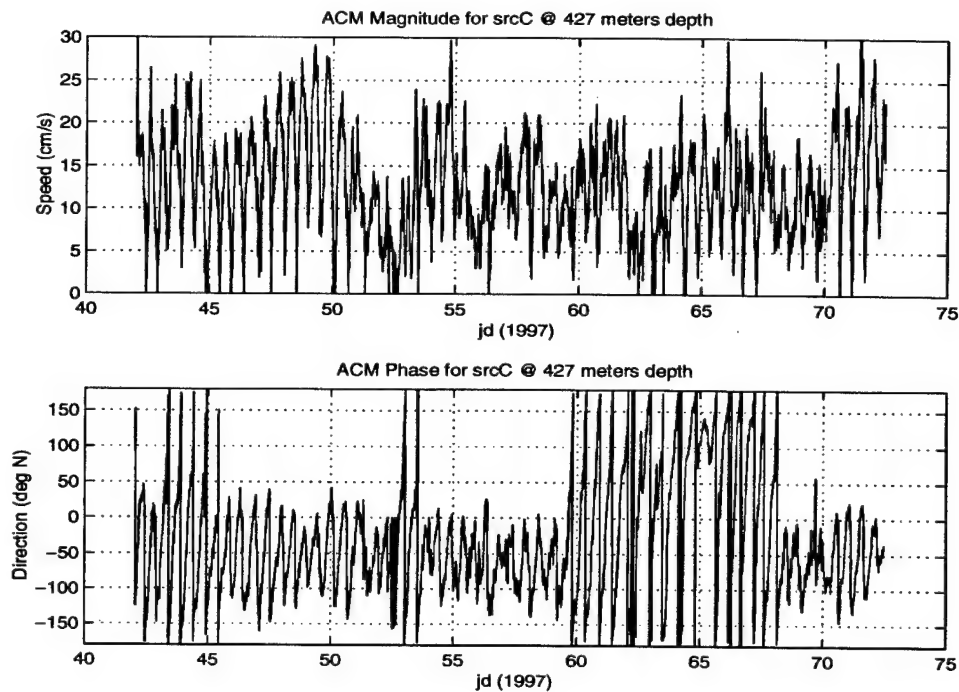 ACM Magnitude for srcC @ 427 meters depth
30
25
20
15
10
5
0
Speed (cm/s)
40 45 50 55 60 65 70 75
jd (1997)
ACM Phase for srcC @ 427 meters depth
150
100
50
0
−50
−100
−150
Direction (deg N)
40 45 50 55 60 65 70 75
jd (1997)